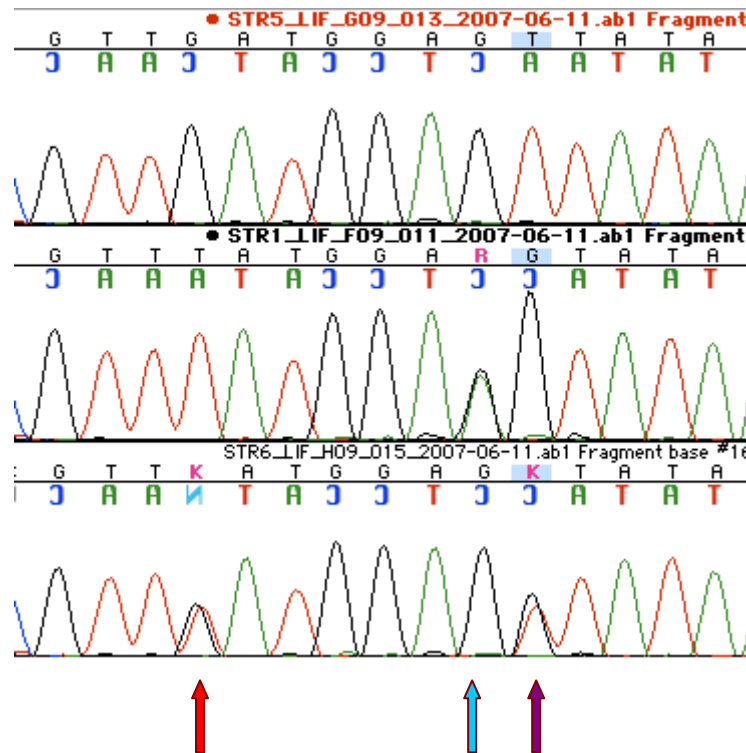 ● STR5_LIF_G09_013_2007-06-11.ab1 Fragment
G T T G A T G G A G T T A T A
C A A C T A C C T C A A T A T
● STR1_LIF_F09_011_2007-06-11.ab1 Fragment
G T T T A T G G A R G T A T A
C A A A T A C C T C C A T A T
STR6_LIF_H09_015_2007-06-11.ab1 Fragment base #16
G T T K A T G G A G K T A T A
C A A N T A C C T C C A T A T